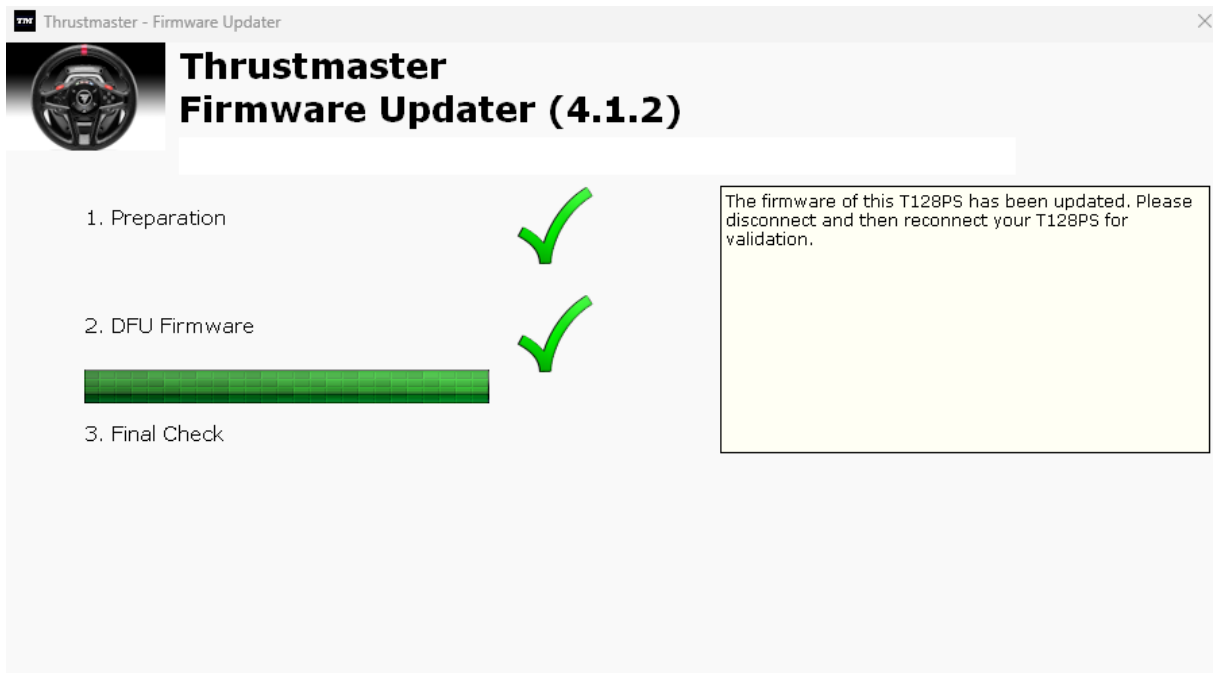 TM Thrustmaster - Firmware Updater
Thrustmaster
Firmware Updater (4.1.2)
1. Preparation
2. DFU Firmware
3. Final Check
The firmware of this T128PS has been updated. Please
disconnect and then reconnect your T128PS for
validation.